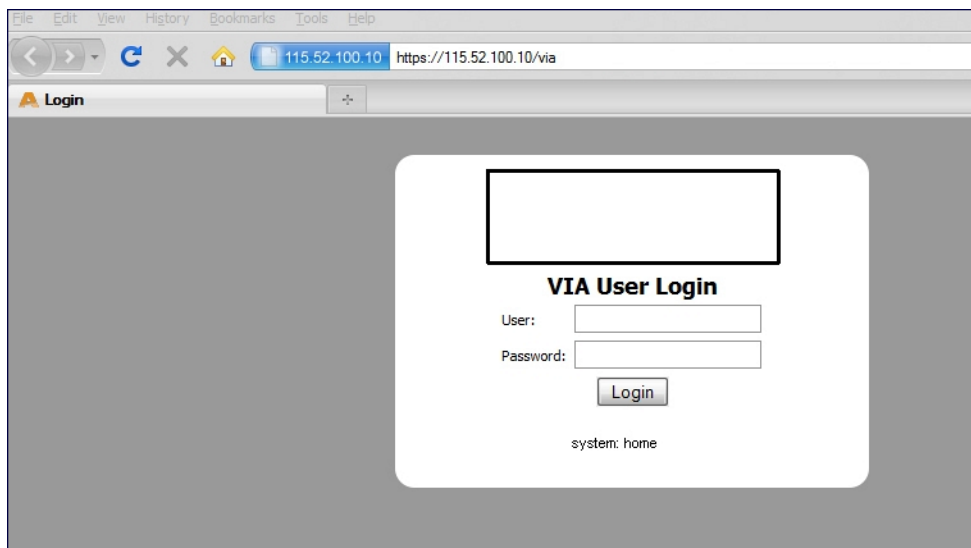 File Edit View History Bookmarks Tools Help
115.52.100.10 https://115.52.100.10/via
Login
VIA User Login
User:
Password:
Login
system: home